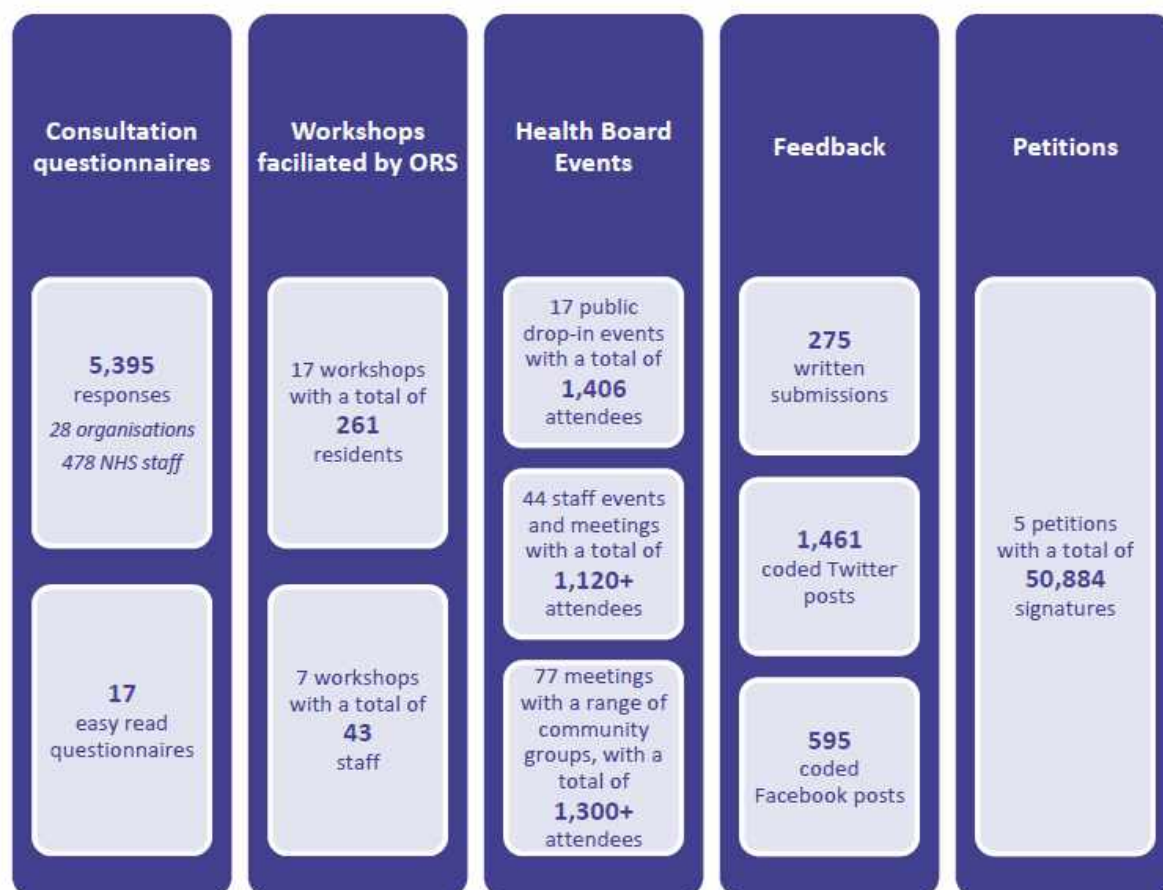 Consultation
questionnaires
5,395
responses
28 organisations
478 NHS staff
17
easy read
questionnaires
Workshops
faciliated by ORS
17 workshops
with a total of
261
residents
7 workshops
with a total of
43
staff
Health Board
Events
17 public
drop-in events
with a total of
1,406
attendees
44 staff events
and meetings
with a total of
1,120+
attendees
77 meetings
with a range of
community
groups, with a
total of
1,300+
attendees
Feedback
275
written
submissions
1,461
coded Twitter
posts
595
coded
Facebook posts
Petitions
5 petitions
with a total of
50,884
signatures